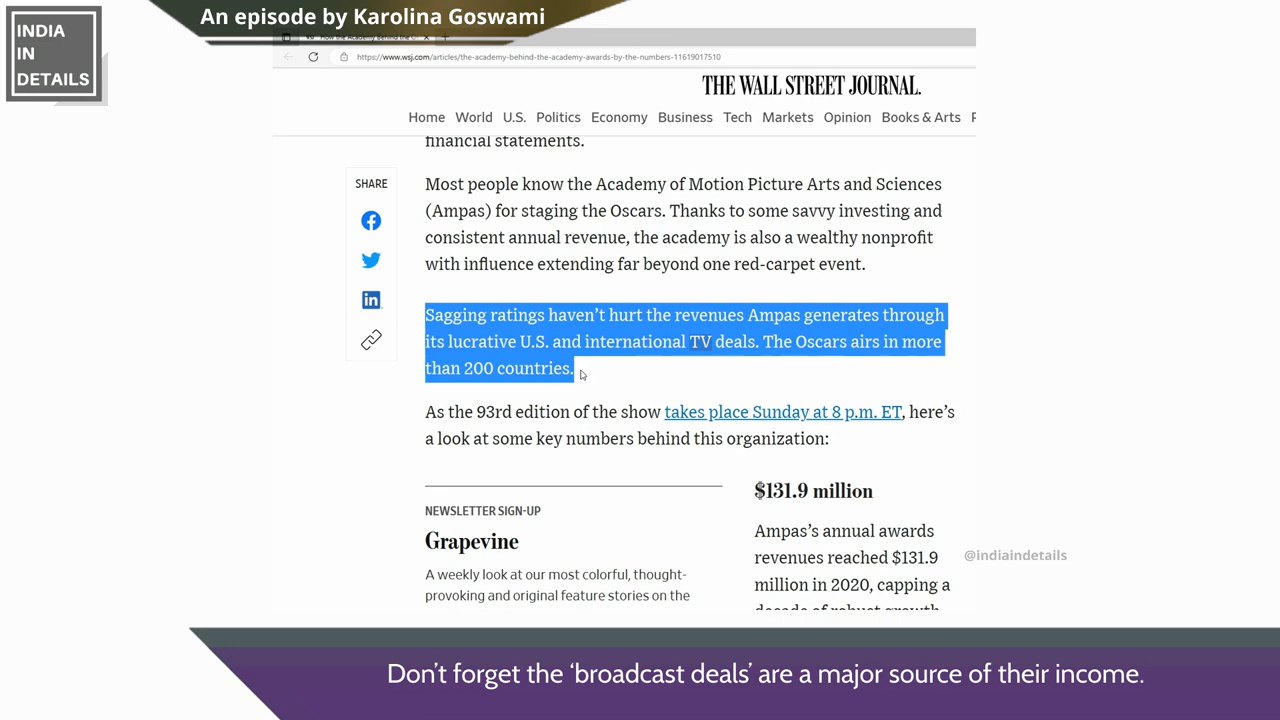 An episode by Karolina Goswami
INDIA
IN
DETAILS
https://www.wsj.com/articles/the-academy-behind-the-academy-awards-by-the-numbers-11619017510
THE WALL STREET JOURNAL.
Home World U.S. Politics Economy Business Tech Markets Opinion Books & Arts
financial statements.
SHARE
Most people know the Academy of Motion Picture Arts and Sciences
(Ampas) for staging the Oscars. Thanks to some savvy investing and
consistent annual revenue, the academy is also a wealthy nonprofit
with influence extending far beyond one red-carpet event.
in
Sagging ratings haven’t hurt the revenues Ampas generates through
its lucrative U.S. and international TV deals. The Oscars airs in more
than 200 countries.
As the 93rd edition of the show takes place Sunday at 8 p.m. ET, here’s
a look at some key numbers behind this organization:
NEWSLETTER SIGN-UP
Grapevine
A weekly look at our most colorful, thought-
provoking and original feature stories on the
$131.9 million
Ampas’s annual awards
revenues reached $131.9
million in 2020, capping a
decade of robust growth
@indiaindetails
Don’t forget the ‘broadcast deals’ are a major source of their income.